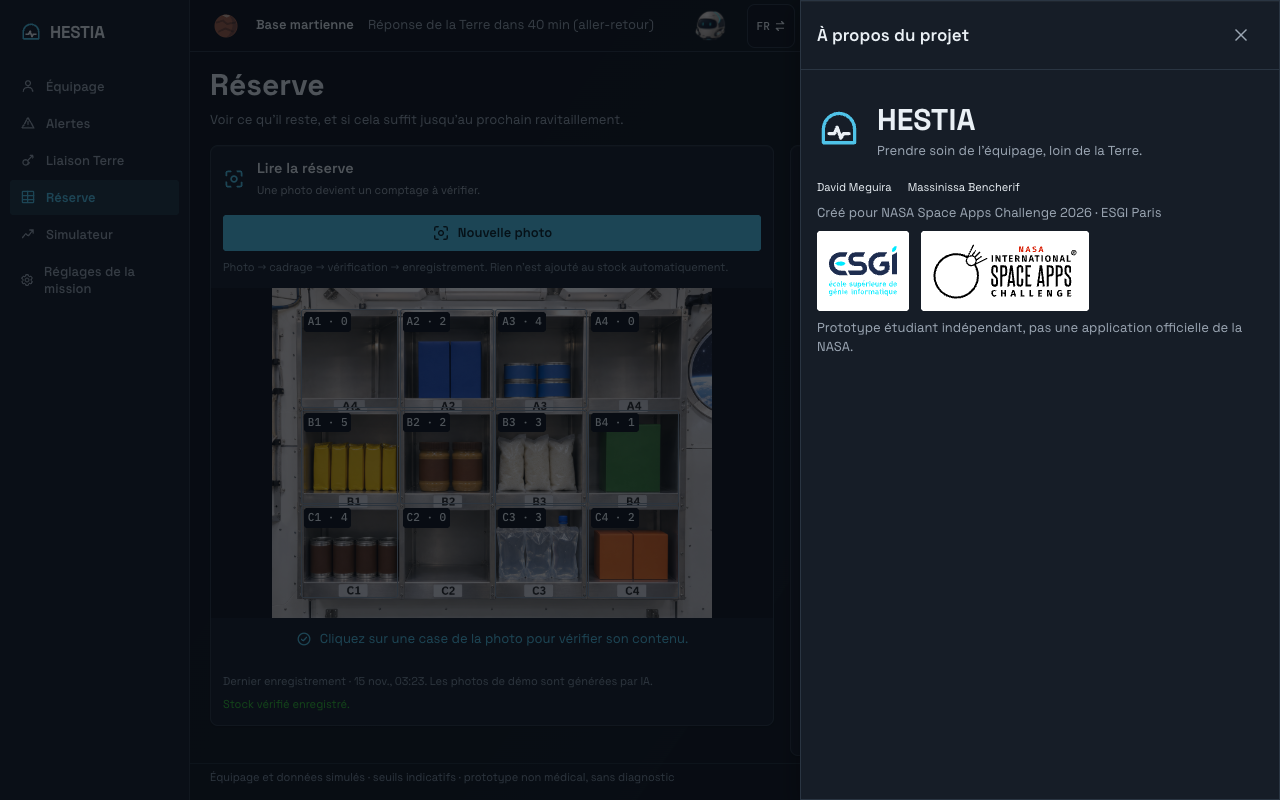 HESTIA
Équipage
Alertes
Liaison Terre
Réserve
Simulateur
Réglages de la
mission
Base martienne Réponse de la Terre dans 40 min (aller-retour)
FR
Réserve
Voir ce qu'il reste, et si cela suffit jusqu'au prochain ravitaillement.
Lire la réserve
Une photo devient un comptage à vérifier.
Nouvelle photo
Photo → cadrage → vérification → enregistrement. Rien n'est ajouté au stock automatiquement.
A1 · 0 A2 · 2 A3 · 4 A4 · 0
A4 A2 A3 A4
B1 · 5 B2 · 2 B3 · 3 B4 · 1
B1 B2 B3 B4
C1 · 4 C2 · 0 C3 · 3 C4 · 2
C1 C2 C3 C4
Cliquez sur une case de la photo pour vérifier son contenu.
Dernier enregistrement · 15 nov., 03:23. Les photos de démo sont générées par IA.
Stock vérifié enregistré.
Équipage et données simulés · seuils indicatifs · prototype non médical, sans diagnostic
À propos du projet
HESTIA
Prendre soin de l'équipage, loin de la Terre.
David Meguira Massinissa Bencherif
Créé pour NASA Space Apps Challenge 2026 · ESGI Paris
ESGI
école supérieure de
génie informatique
NASA
INTERNATIONAL
SPACE APPS®
CHALLENGE
Prototype étudiant indépendant, pas une application officielle de la
NASA.